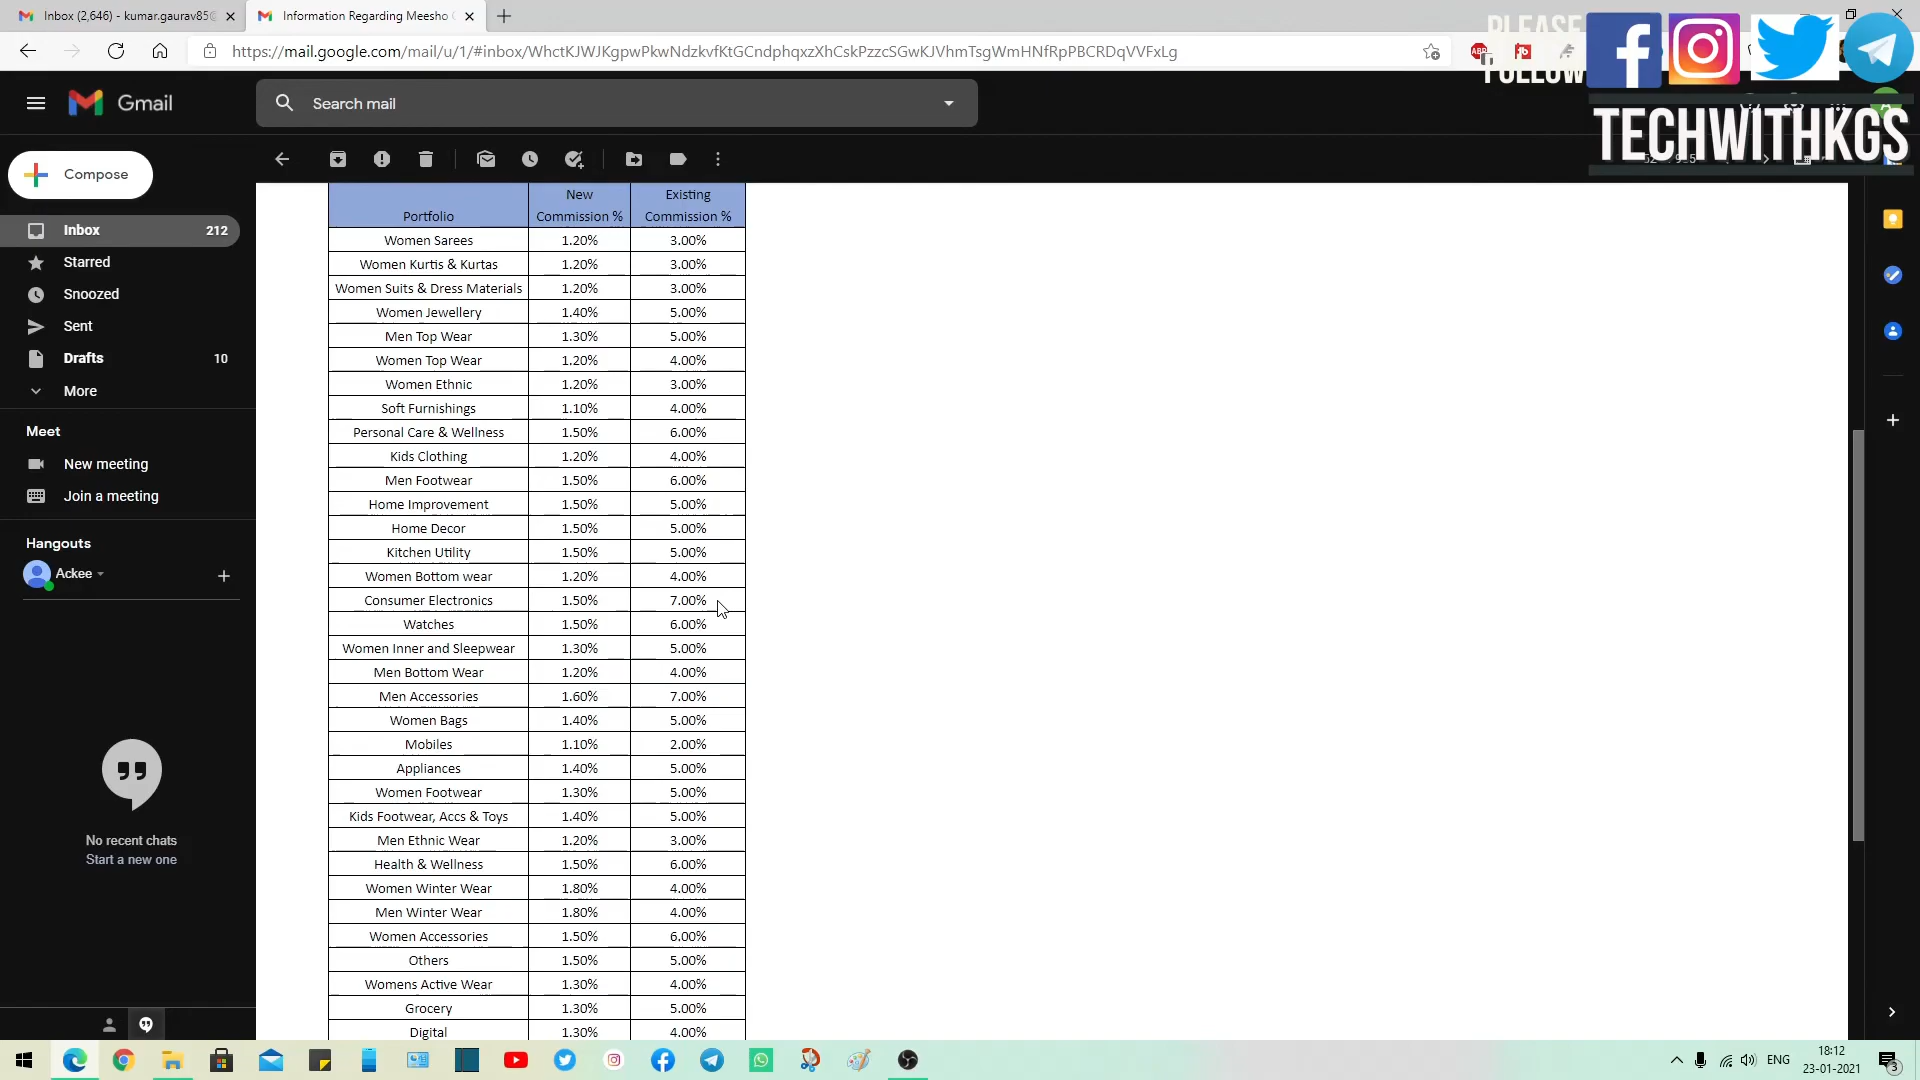 Inbox (2,646) - kumar.gaurav85@
Information Regarding Meesho
https://mail.google.com/mail/u/1/#inbox/WhctKJWJKgpwPkwNdzkvfKtGCndphqxzXhCskPzzcSGwKJVhmTsgWmHNfRpPBCRDqVVFxLg
PLEASE
FOLLOW
TECHWITHKGS
Gmail
Search mail
Compose
Inbox 212
Starred
Snoozed
Sent
Drafts 10
More
Meet
New meeting
Join a meeting
Hangouts
Ackee
No recent chats
Start a new one
Portfolio New Commission % Existing Commission %
Women Sarees 1.20% 3.00%
Women Kurtis & Kurtas 1.20% 3.00%
Women Suits & Dress Materials 1.20% 3.00%
Women Jewellery 1.40% 5.00%
Men Top Wear 1.30% 5.00%
Women Top Wear 1.20% 4.00%
Women Ethnic 1.20% 3.00%
Soft Furnishings 1.10% 4.00%
Personal Care & Wellness 1.50% 6.00%
Kids Clothing 1.20% 4.00%
Men Footwear 1.50% 6.00%
Home Improvement 1.50% 5.00%
Home Decor 1.50% 5.00%
Kitchen Utility 1.50% 5.00%
Women Bottom wear 1.20% 4.00%
Consumer Electronics 1.50% 7.00%
Watches 1.50% 6.00%
Women Inner and Sleepwear 1.30% 5.00%
Men Bottom Wear 1.20% 4.00%
Men Accessories 1.60% 7.00%
Women Bags 1.40% 5.00%
Mobiles 1.10% 2.00%
Appliances 1.40% 5.00%
Women Footwear 1.30% 5.00%
Kids Footwear, Accs & Toys 1.40% 5.00%
Men Ethnic Wear 1.20% 3.00%
Health & Wellness 1.50% 6.00%
Women Winter Wear 1.80% 4.00%
Men Winter Wear 1.80% 4.00%
Women Accessories 1.50% 6.00%
Others 1.50% 5.00%
Womens Active Wear 1.30% 4.00%
Grocery 1.30% 5.00%
Digital 1.30% 4.00%
ENG
18:12
23-01-2021
3